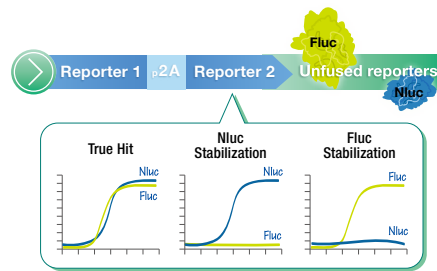 Fluc
Reporter 1 p2A Reporter 2 Unfused reporters
Nluc
True Hit
Nluc
Fluc
Nluc
Stabilization
Nluc
Fluc
Fluc
Stabilization
Fluc
Nluc